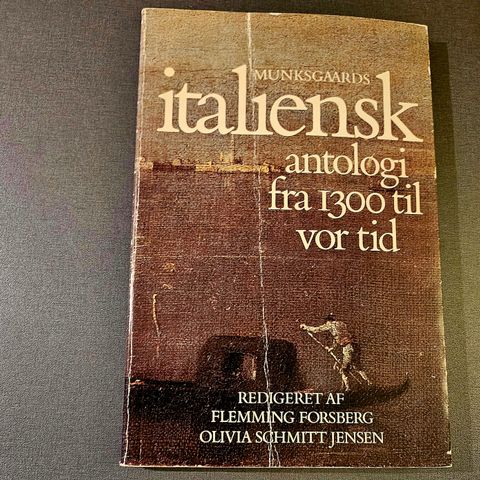 MUNKSGAARDS
italiensk
antologi
fra 1300 til
vor tid
REDIGERET AF
FLEMMING FORSBERG
OLIVIA SCHMITT JENSEN